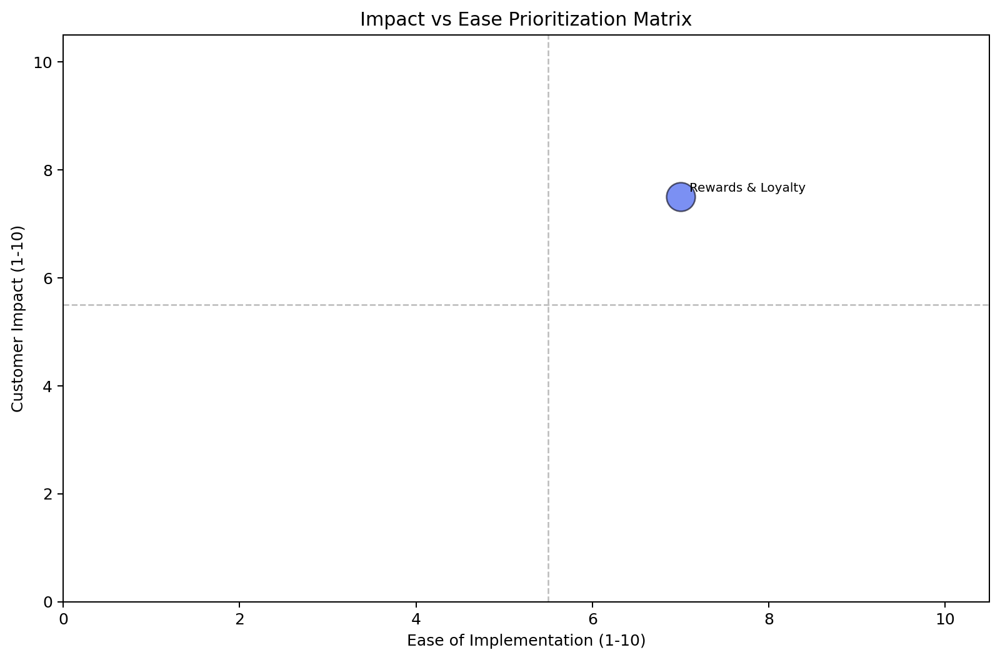 Impact vs Ease Prioritization Matrix
Customer Impact (1-10)
10
8
6
4
2
0
Rewards & Loyalty
0 2 4 6 8 10
Ease of Implementation (1-10)